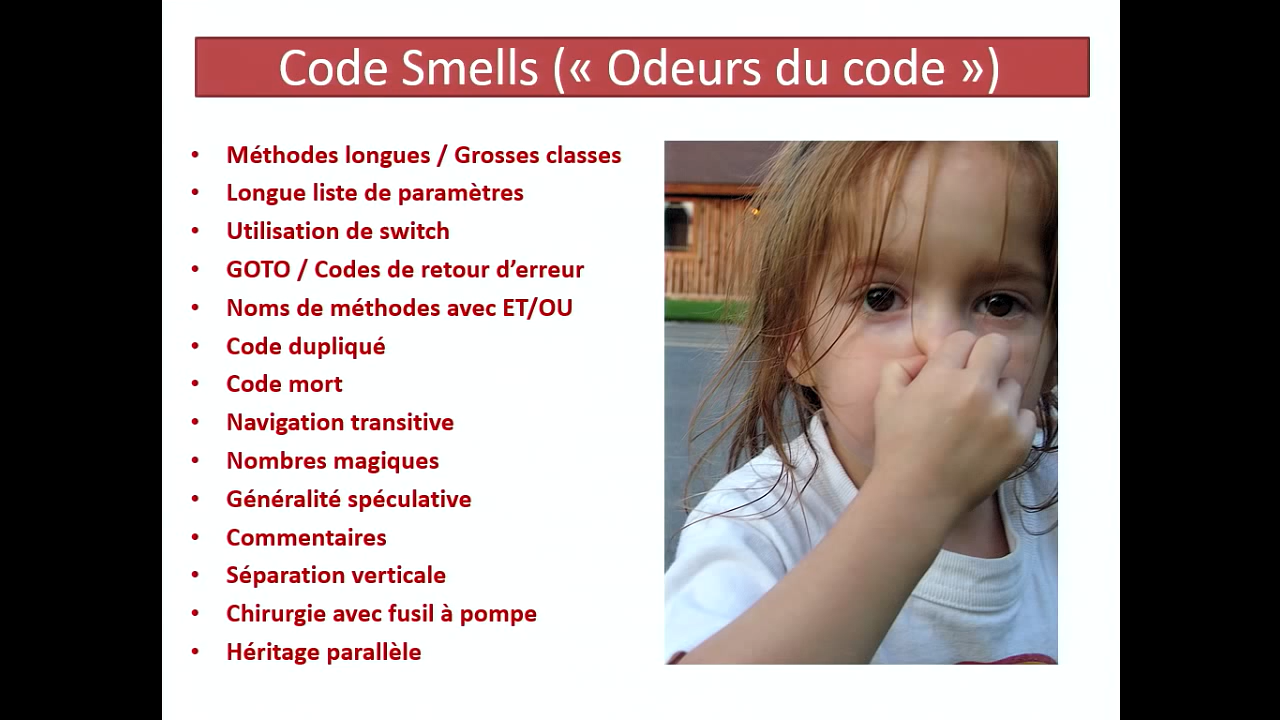 Code Smells (« Odeurs du code »)
• Méthodes longues / Grosses classes
• Longue liste de paramètres
• Utilisation de switch
• GOTO / Codes de retour d’erreur
• Noms de méthodes avec ET/OU
• Code dupliqué
• Code mort
• Navigation transitive
• Nombres magiques
• Généralité spéculative
• Commentaires
• Séparation verticale
• Chirurgie avec fusil à pompe
• Héritage parallèle